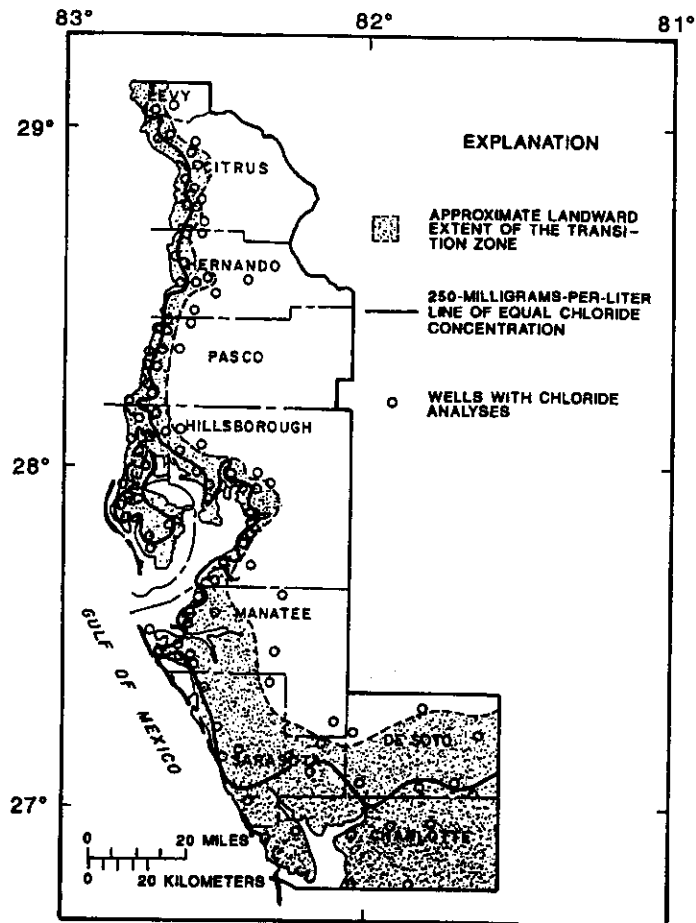 83°
82°
81°
29°
28°
27°
LEVY
CITRUS
HERNANDO
PASCO
HILLSBOROUGH
MANATEE
SARASOTA
DE SOTO
CHARLOTTE
GULF OF MEXICO
EXPLANATION
APPROXIMATE LANDWARD
EXTENT OF THE TRANSI-
TION ZONE
250-MILLIGRAMS-PER-LITER
LINE OF EQUAL CHLORIDE
CONCENTRATION
WELLS WITH CHLORIDE
ANALYSES
0 20 MILES
0 20 KILOMETERS